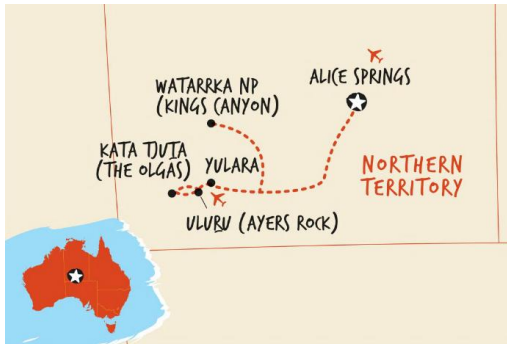 ALICE SPRINGS
WATARRKA NP
(KINGS CANYON)
KATA TJUTA
(THE OLGAS)
YULARA
NORTHERN
TERRITORY
ULURU (AYERS ROCK)